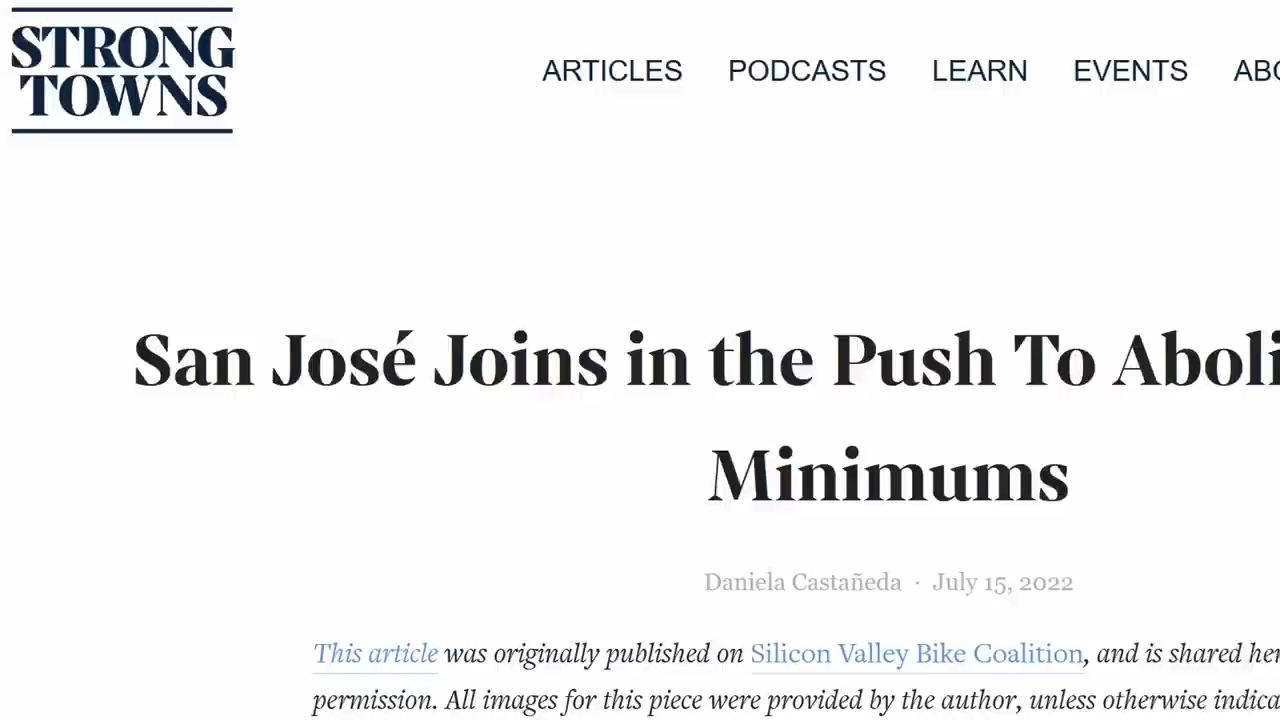 STRONG
TOWNS
ARTICLES PODCASTS LEARN EVENTS
San José Joins in the Push To
Minimums
Daniela Castañeda · July 15, 2022
This article was originally published on Silicon Valley Bike Coalition, and is shared
permission. All images for this piece were provided by the author, unless otherwise